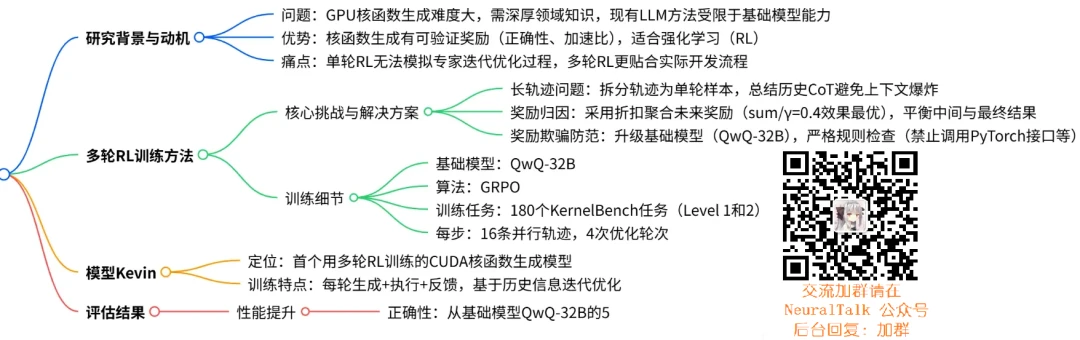 研究背景与动机
问题：GPU核函数生成难度大，需深厚领域知识，现有LLM方法受限于基础模型能力
优势：核函数生成有可验证奖励（正确性、加速比），适合强化学习（RL）
痛点：单轮RL无法模拟专家迭代优化过程，多轮RL更贴合实际开发流程
多轮RL训练方法
核心挑战与解决方案
长轨迹问题：拆分轨迹为单轮样本，总结历史CoT避免上下文爆炸
奖励归因：采用折扣聚合未来奖励（sum/γ=0.4效果最优），平衡中间与最终结果
奖励欺骗防范：升级基础模型（QwQ-32B），严格规则检查（禁止调用PyTorch接口等）
训练细节
基础模型：QwQ-32B
算法：GRPO
训练任务：180个KernelBench任务（Level 1和2）
每步：16条并行轨迹，4次优化轮次
模型Kevin
定位：首个用多轮RL训练的CUDA核函数生成模型
训练特点：每轮生成+执行+反馈，基于历史信息迭代优化
评估结果
性能提升
正确性：从基础模型QwQ-32B的5
交流加群请在
NeuralTalk 公众号
后台回复：加群